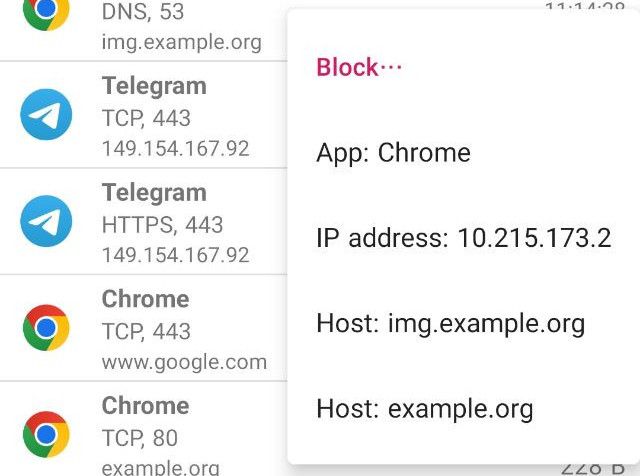 DNS, 53
img.example.org
Telegram
TCP, 443
149.154.167.92
Telegram
HTTPS, 443
149.154.167.92
Chrome
TCP, 443
www.google.com
Chrome
TCP, 80
example.org
11:14:28
Block···
App: Chrome
IP address: 10.215.173.2
Host: img.example.org
Host: example.org
228 B